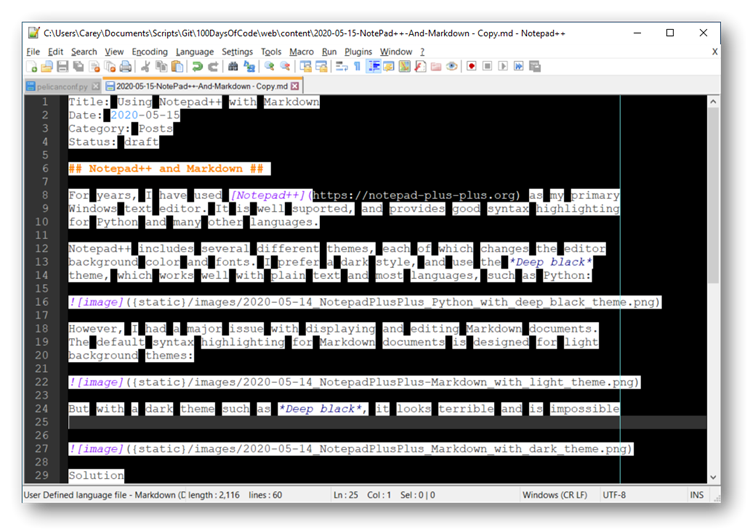 C:\Users\Carey\Documents\Scripts\Git\100DaysOfCode\web\content\2020-05-15-NotePad++-And-Markdown - Copy.md - Notepad++
File Edit Search View Encoding Language Settings Tools Macro Run Plugins Window ? X
pelicanconf.py 2020-05-15-NotePad++-And-Markdown - Copy.md
1 Title: Using Notepad++ with Markdown
2 Date: 2020-05-15
3 Category: Posts
4 Status: draft
5
6 ## Notepad++ and Markdown ##
7
8 For years, I have used [Notepad++](https://notepad-plus-plus.org) as my primary
9 Windows text editor. It is well suported, and provides good syntax highlighting
10 for Python and many other languages.
11
12 Notepad++ includes several different themes, each of which changes the editor
13 background color and fonts. I prefer a dark style, and use the *Deep black*
14 theme, which works well with plain text and most languages, such as Python:
15
16 ![image]({static}/images/2020-05-14_NotepadPlusPlus_Python_with_deep_black_theme.png)
17
18 However, I had a major issue with displaying and editing Markdown documents.
19 The default syntax highlighting for Markdown documents is designed for light
20 background themes:
21
22 ![image]({static}/images/2020-05-14_NotepadPlusPlus-Markdown_with_light_theme.png)
23
24 But with a dark theme such as *Deep black*, it looks terrible and is impossible
25
26
27 ![image]({static}/images/2020-05-14_NotepadPlusPlus_Markdown_with_dark_theme.png)
28
29 Solution
User Defined language file - Markdown (D length : 2,116 lines : 60 Ln : 25 Col : 1 Sel : 0 | 0 Windows (CR LF) UTF-8 INS